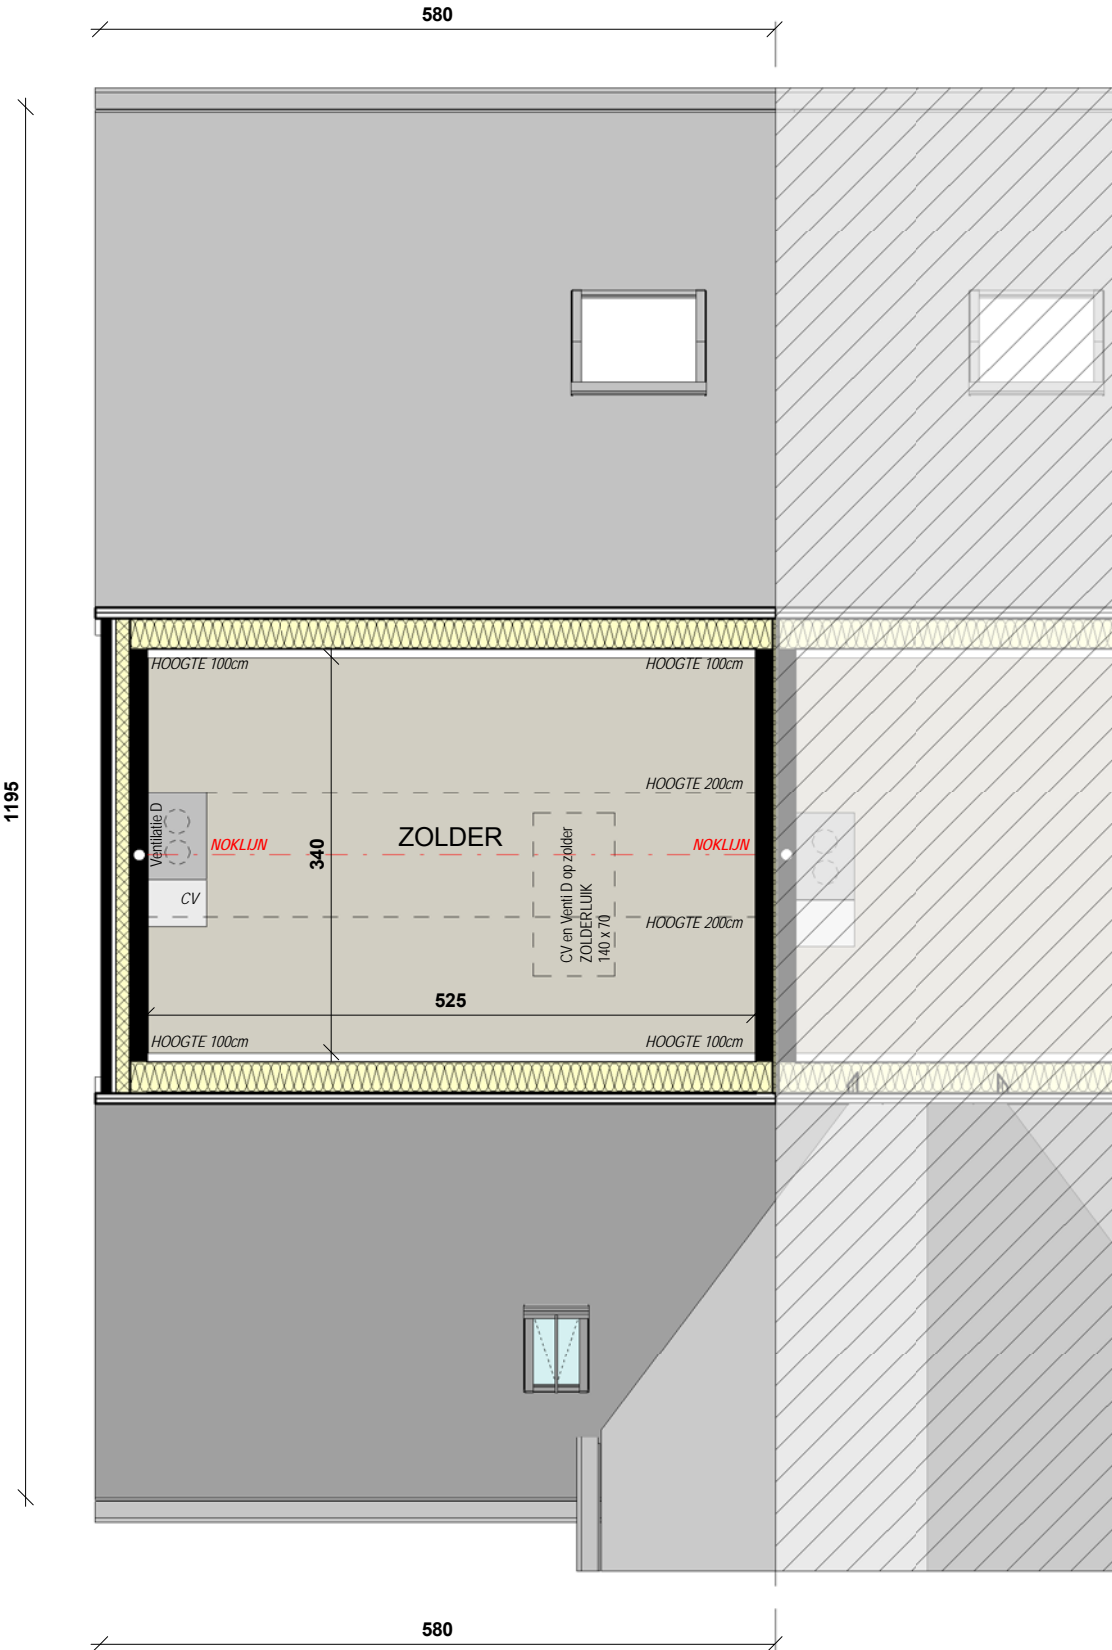 580
1195
HOOGTE 100cm
HOOGTE 100cm
HOOGTE 200cm
Ventilatie D
NOKLIJN
ZOLDER
NOKLIJN
340
CV
CV en Venti D op zolder
ZOLDERLUIK
140 x 70
HOOGTE 200cm
525
HOOGTE 100cm
HOOGTE 100cm
580